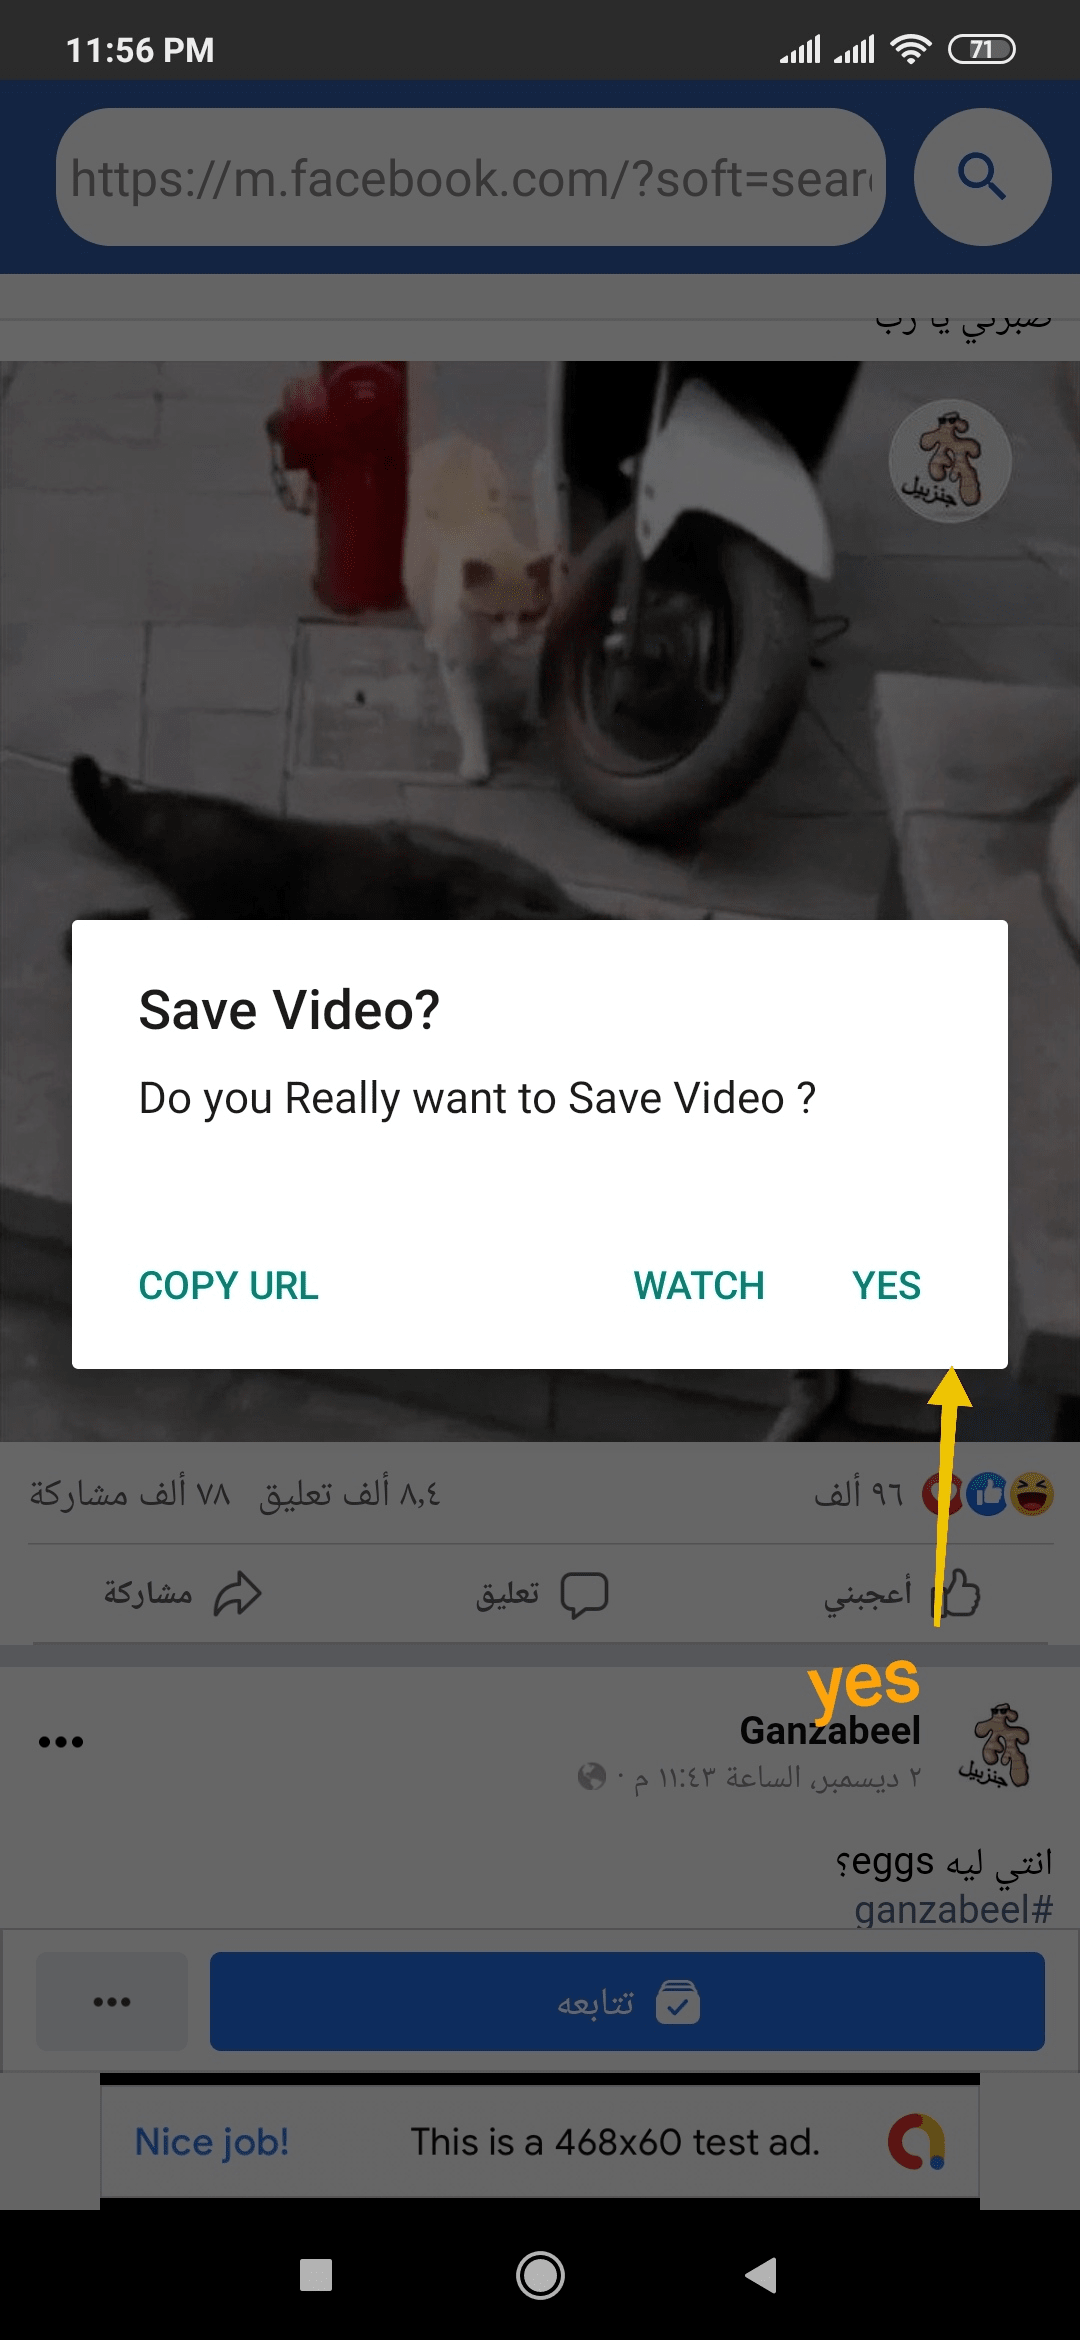 11:56 PM
71
https://m.facebook.com/?soft=sear
صبرني يا رب
جنزبيل
Save Video?
Do you Really want to Save Video ?
COPY URL
WATCH
YES
٩٦ ألف
٨,٤ ألف تعليق
٧٨ ألف مشاركة
أعجبني
تعليق
مشاركة
yes
Ganzabeel
٢ ديسمبر، الساعة ١١:٤٣ م ·
جنزبيل
انتي ليه eggs؟
#ganzabeel
تتابعه
Nice job!
This is a 468x60 test ad.